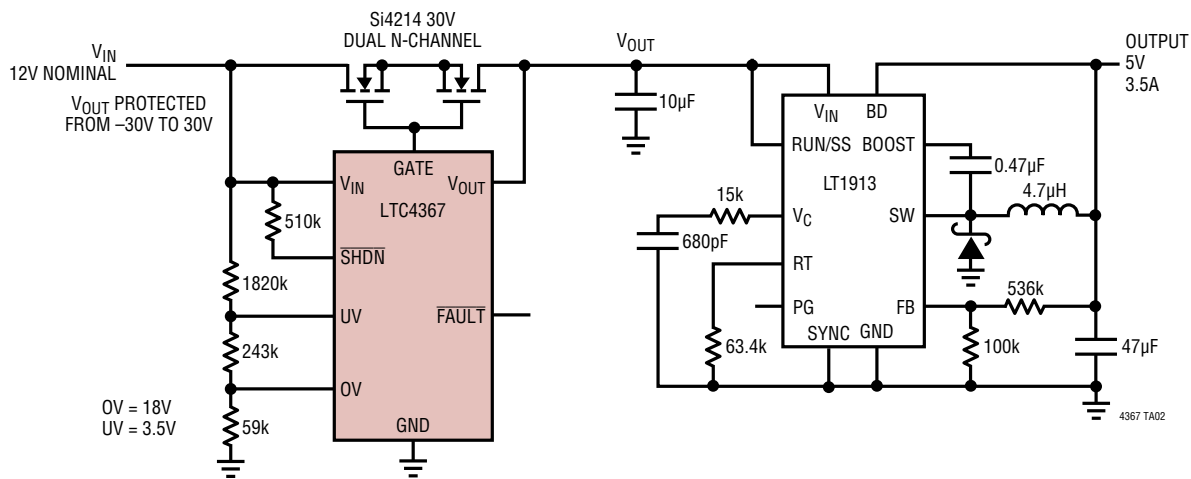 Si4214 30V
DUAL N-CHANNEL
VIN
12V NOMINAL
VOUT PROTECTED
FROM –30V TO 30V
VOUT
OUTPUT
5V
3.5A
10µF
GATE
VIN
VOUT
LTC4367
510k
SHDN
1820k
UV
FAULT
243k
OV
59k
GND
OV = 18V
UV = 3.5V
VIN
BD
RUN/SS
BOOST
LT1913
0.47µF
4.7µH
15k
VC
SW
680pF
RT
PG
FB
536k
SYNC
GND
63.4k
100k
47µF
4367 TA02